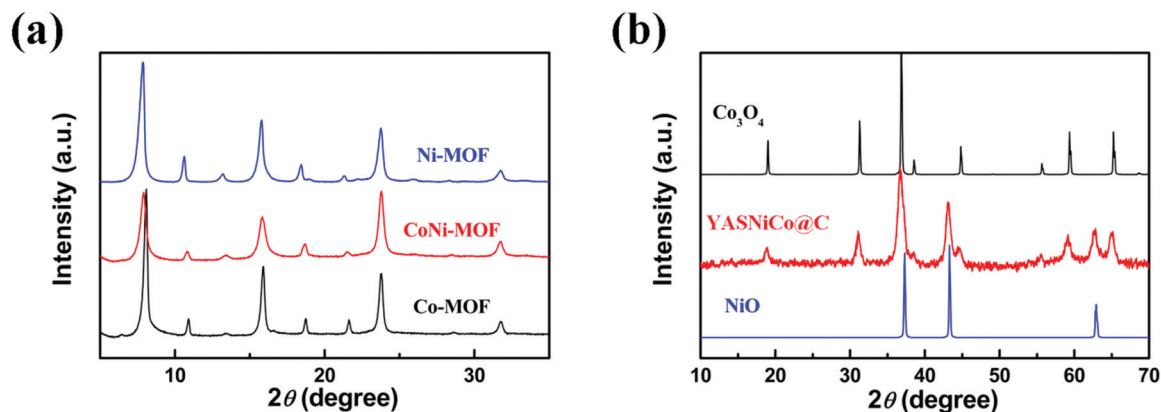 (a)
Intensity (a.u.)
Ni-MOF
CoNi-MOF
Co-MOF
10 20 30
2θ (degree)
(b)
Intensity (a.u.)
Co₃O₄
YASNiCo@C
NiO
10 20 30 40 50 60 70
2θ (degree)